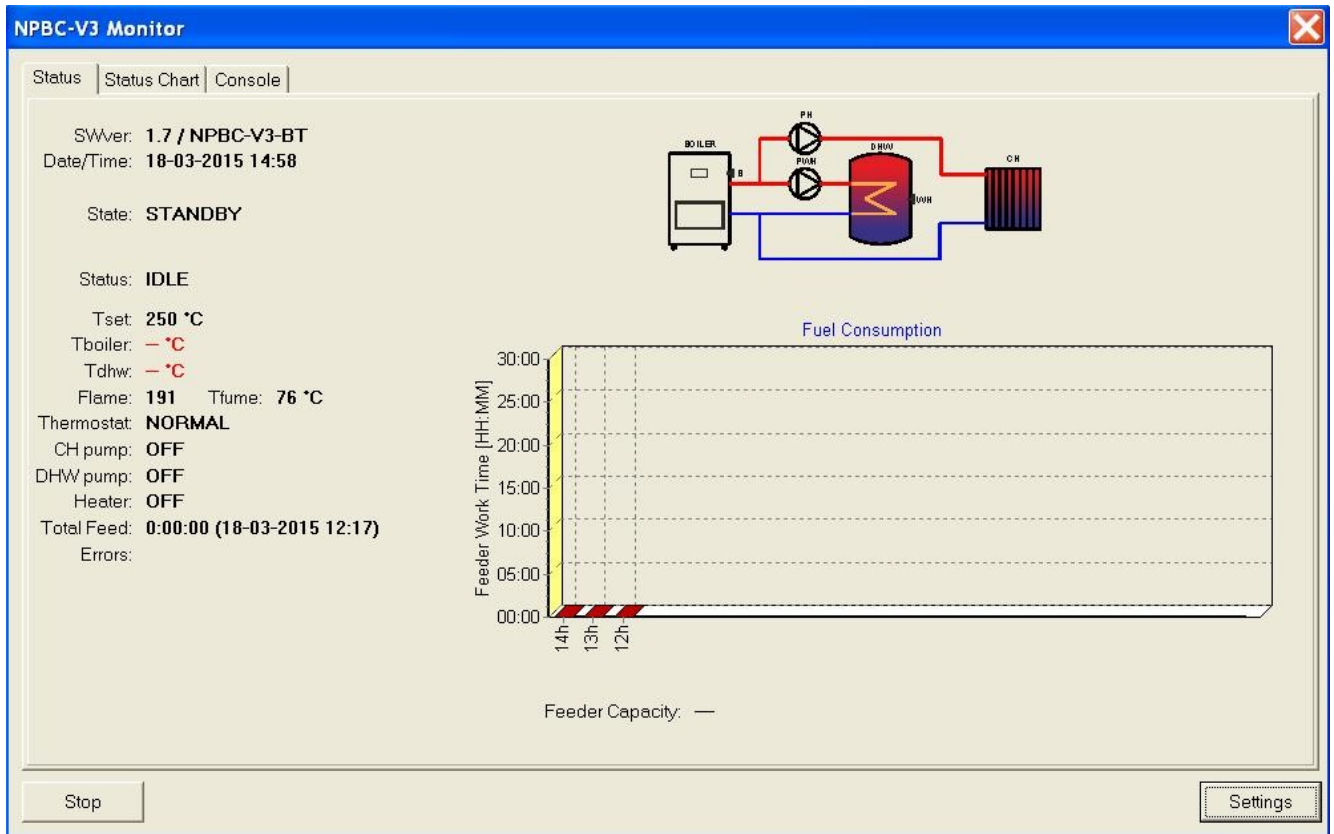 NPBC-V3 Monitor
Status
Status Chart
Console
SWver: 1.7 / NPBC-V3-BT
Date/Time: 18-03-2015 14:58
State: STANDBY
Status: IDLE
Tset: 250 °C
Tboiler: — °C
Tdhw: — °C
Flame: 191 Tfume: 76 °C
Thermostat: NORMAL
CH pump: OFF
DHW pump: OFF
Heater: OFF
Total Feed: 0:00:00 (18-03-2015 12:17)
Errors:
BOILER
B
PH
PWH
DHW
WH
CH
Fuel Consumption
Feeder Work Time [HH:MM]
30:00
25:00
20:00
15:00
10:00
05:00
00:00
14h
13h
12h
Feeder Capacity: —
Stop
Settings